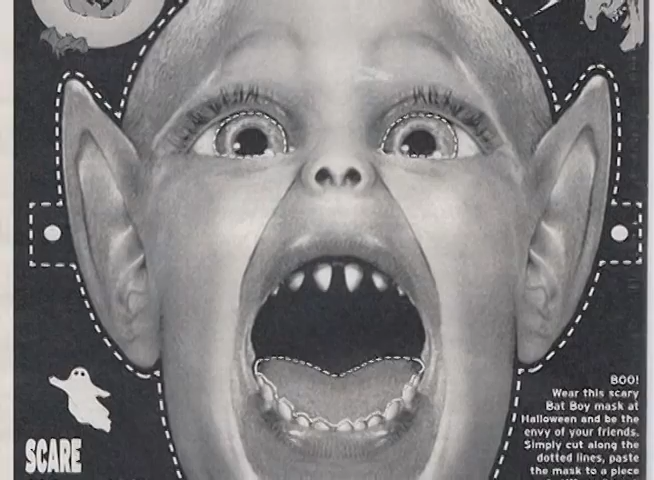 BOO!
Wear this scary
Bat Boy mask at
Halloween and be the
envy of your friends.
Simply cut along the
dotted lines, paste
the mask to a piece
SCARE